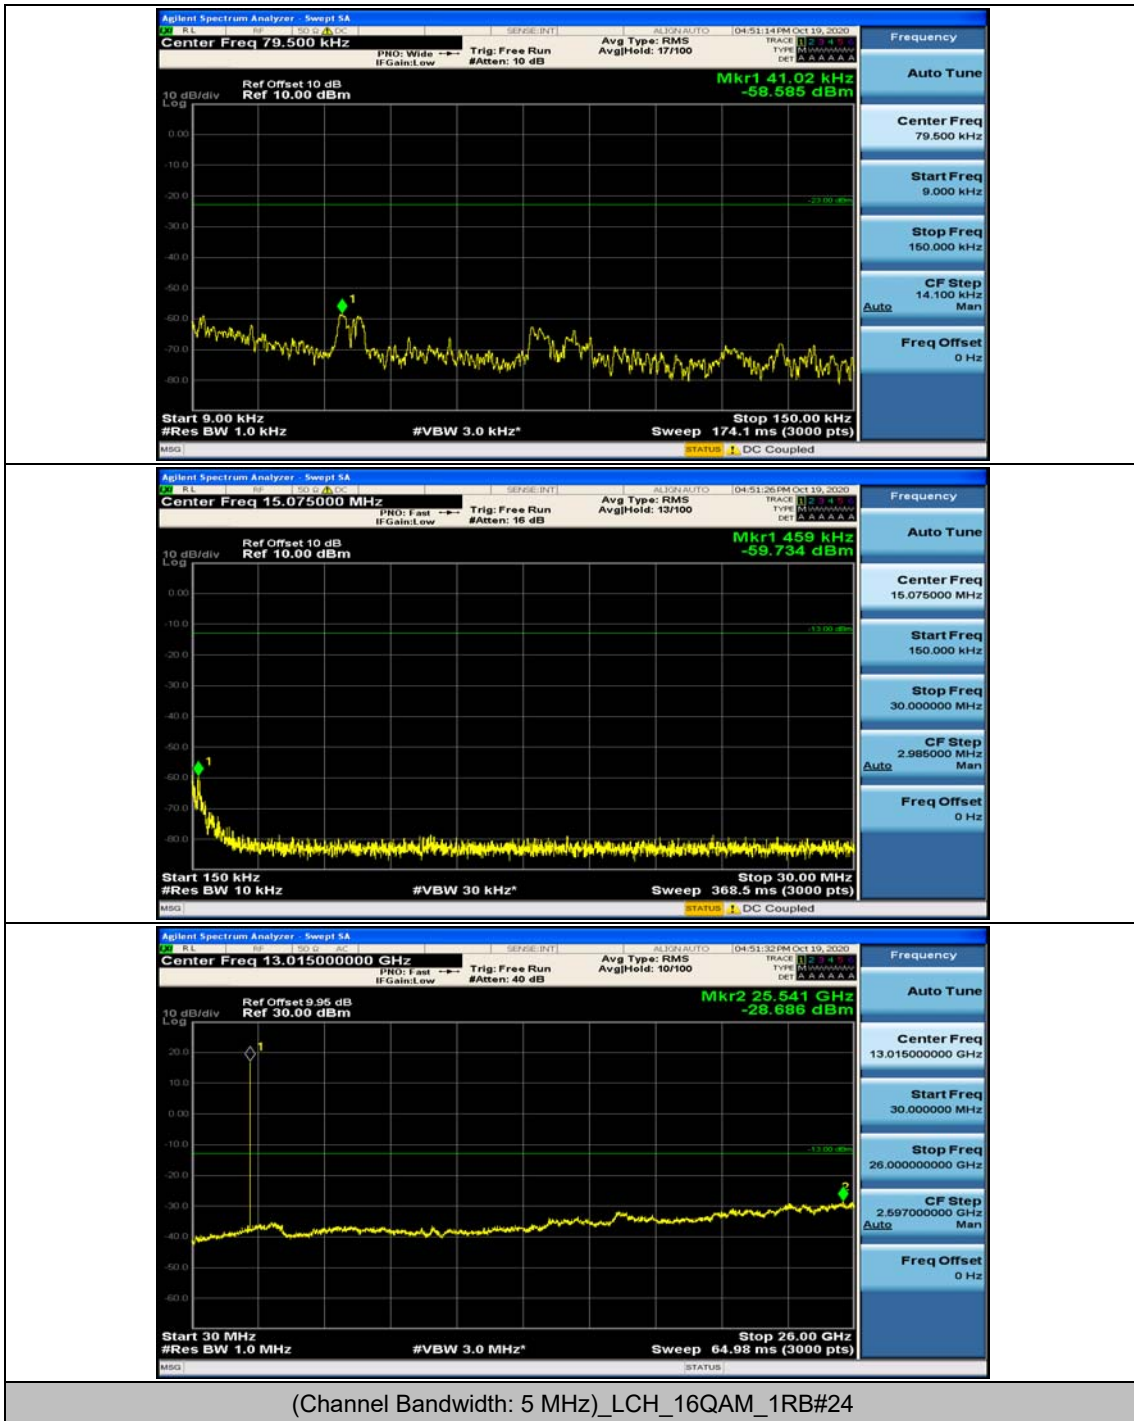 Agilent Spectrum Analyzer - Swept SA
RL RF 50 Ω DC SENSE:INT ALIGN AUTO 04:51:14 PM Oct 19, 2020
Center Freq 79.500 kHz
PNO: Wide
IFGain:Low
Trig: Free Run
#Atten: 10 dB
Avg Type: RMS
Avg|Hold: 17/100
TRACE 1 2 3 4 5 6
TYPE M
DET A A A A A A
Ref Offset 10 dB
10 dB/div Ref 10.00 dBm
Log
Mkr1 41.02 kHz
-58.585 dBm
0.00
-10.0
-20.0
-23.00 dBm
-30.0
-40.0
-50.0
1
-60.0
-70.0
-80.0
Start 9.00 kHz Stop 150.00 kHz
#Res BW 1.0 kHz #VBW 3.0 kHz* Sweep 174.1 ms (3000 pts)
MSG STATUS DC Coupled
Frequency
Auto Tune
Center Freq
79.500 kHz
Start Freq
9.000 kHz
Stop Freq
150.000 kHz
CF Step
14.100 kHz
Auto Man
Freq Offset
0 Hz
Agilent Spectrum Analyzer - Swept SA
RL RF 50 Ω DC SENSE:INT ALIGN AUTO 04:51:26 PM Oct 19, 2020
Center Freq 15.075000 MHz
PNO: Fast
IFGain:Low
Trig: Free Run
#Atten: 16 dB
Avg Type: RMS
Avg|Hold: 13/100
TRACE 1 2 3 4 5 6
TYPE M
DET A A A A A A
Ref Offset 10 dB
10 dB/div Ref 10.00 dBm
Log
Mkr1 459 kHz
-59.734 dBm
0.00
-10.0
-13.00 dBm
-20.0
-30.0
-40.0
-50.0
1
-60.0
-70.0
-80.0
Start 150 kHz Stop 30.00 MHz
#Res BW 10 kHz #VBW 30 kHz* Sweep 368.5 ms (3000 pts)
MSG STATUS DC Coupled
Frequency
Auto Tune
Center Freq
15.075000 MHz
Start Freq
150.000 kHz
Stop Freq
30.000000 MHz
CF Step
2.985000 MHz
Auto Man
Freq Offset
0 Hz
Agilent Spectrum Analyzer - Swept SA
RL RF 50 Ω AC SENSE:INT ALIGN AUTO 04:51:32 PM Oct 19, 2020
Center Freq 13.015000000 GHz
PNO: Fast
IFGain:Low
Trig: Free Run
#Atten: 40 dB
Avg Type: RMS
Avg|Hold: 10/100
TRACE 1 2 3 4 5 6
TYPE M
DET A A A A A A
Ref Offset 9.95 dB
10 dB/div Ref 30.00 dBm
Log
Mkr2 25.541 GHz
-28.686 dBm
20.0
1
10.0
0.00
-10.0
-13.00 dBm
-20.0
2
-30.0
-40.0
-50.0
-60.0
Start 30 MHz Stop 26.00 GHz
#Res BW 1.0 MHz #VBW 3.0 MHz* Sweep 64.98 ms (3000 pts)
MSG STATUS
Frequency
Auto Tune
Center Freq
13.015000000 GHz
Start Freq
30.000000 MHz
Stop Freq
26.000000000 GHz
CF Step
2.597000000 GHz
Auto Man
Freq Offset
0 Hz
(Channel Bandwidth: 5 MHz)_LCH_16QAM_1RB#24